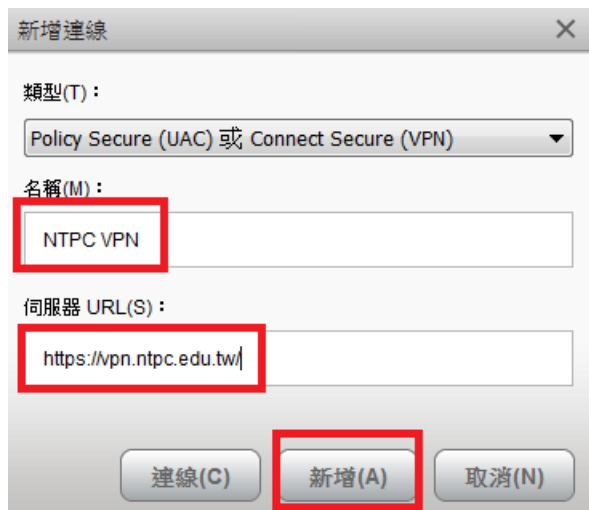 新增連線
類型(T)：
Policy Secure (UAC) 或 Connect Secure (VPN)
名稱(M)：
NTPC VPN
伺服器 URL(S)：
https://vpn.ntpc.edu.tw/
連線(C) 新增(A) 取消(N)